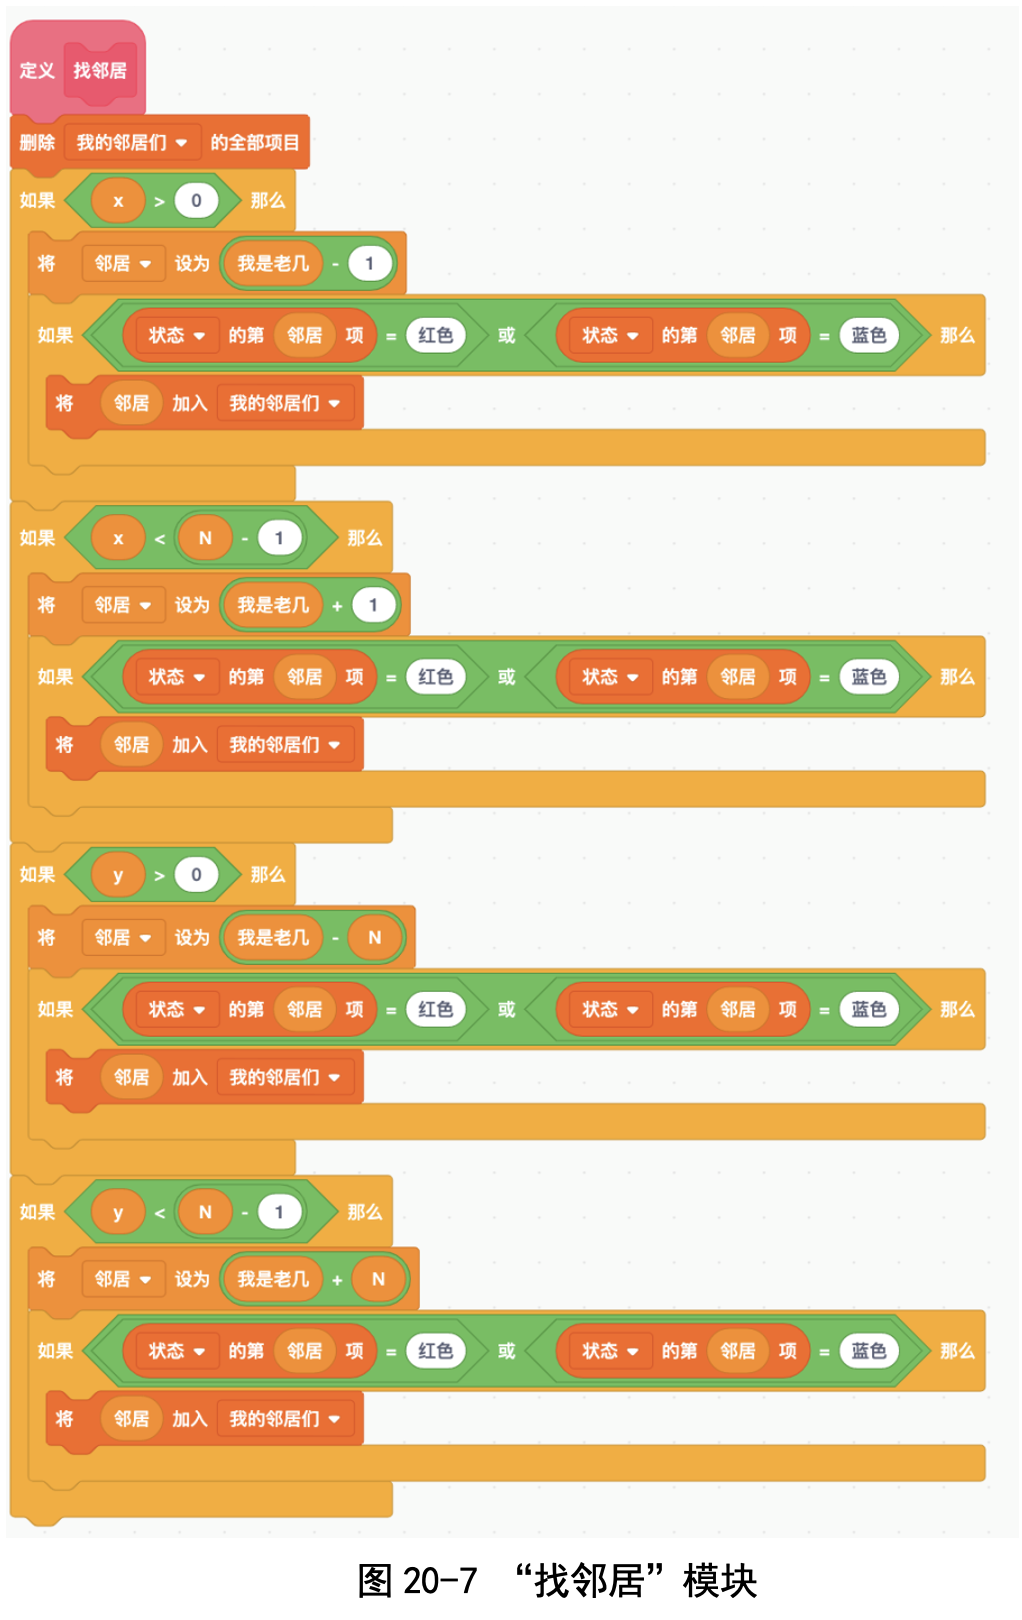 定义 找邻居
删除 我的邻居们 的全部项目
如果 x > 0 那么
将 邻居 设为 我是老几 - 1
如果 状态 的第 邻居 项 = 红色 或 状态 的第 邻居 项 = 蓝色 那么
将 邻居 加入 我的邻居们
如果 x < N - 1 那么
将 邻居 设为 我是老几 + 1
如果 状态 的第 邻居 项 = 红色 或 状态 的第 邻居 项 = 蓝色 那么
将 邻居 加入 我的邻居们
如果 y > 0 那么
将 邻居 设为 我是老几 - N
如果 状态 的第 邻居 项 = 红色 或 状态 的第 邻居 项 = 蓝色 那么
将 邻居 加入 我的邻居们
如果 y < N - 1 那么
将 邻居 设为 我是老几 + N
如果 状态 的第 邻居 项 = 红色 或 状态 的第 邻居 项 = 蓝色 那么
将 邻居 加入 我的邻居们
图 20-7 “找邻居”模块